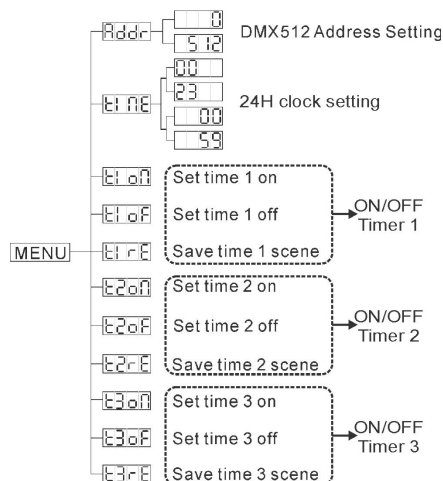 Addr
0
512
DMX512 Address Setting
tIME
00
23
00
59
24H clock setting
MENU
t1on
Set time 1 on
t1oF
Set time 1 off
t1rE
Save time 1 scene
ON/OFF
Timer 1
t2on
Set time 2 on
t2oF
Set time 2 off
t2rE
Save time 2 scene
ON/OFF
Timer 2
t3on
Set time 3 on
t3oF
Set time 3 off
t3rE
Save time 3 scene
ON/OFF
Timer 3